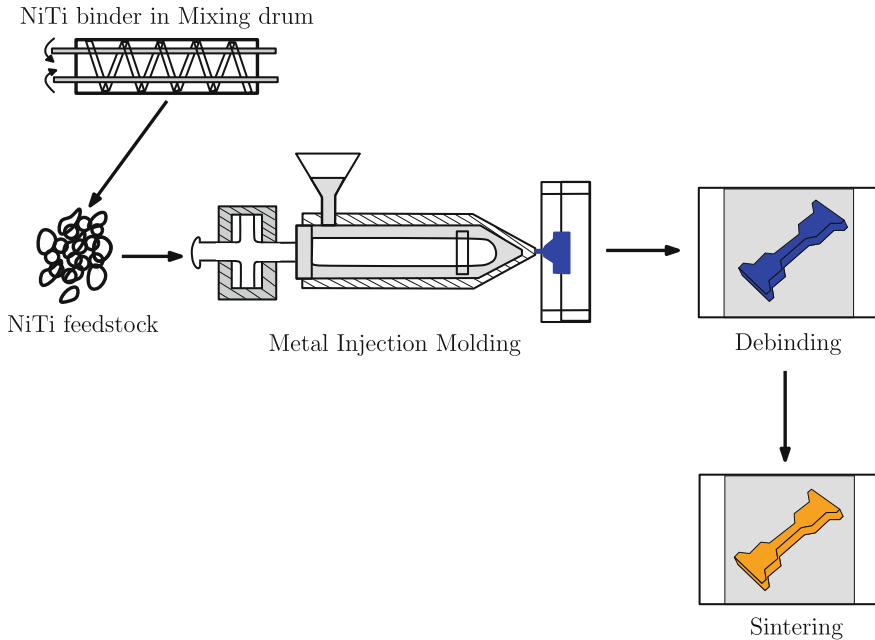 NiTi binder in Mixing drum
NiTi feedstock
Metal Injection Molding
Debinding
Sintering